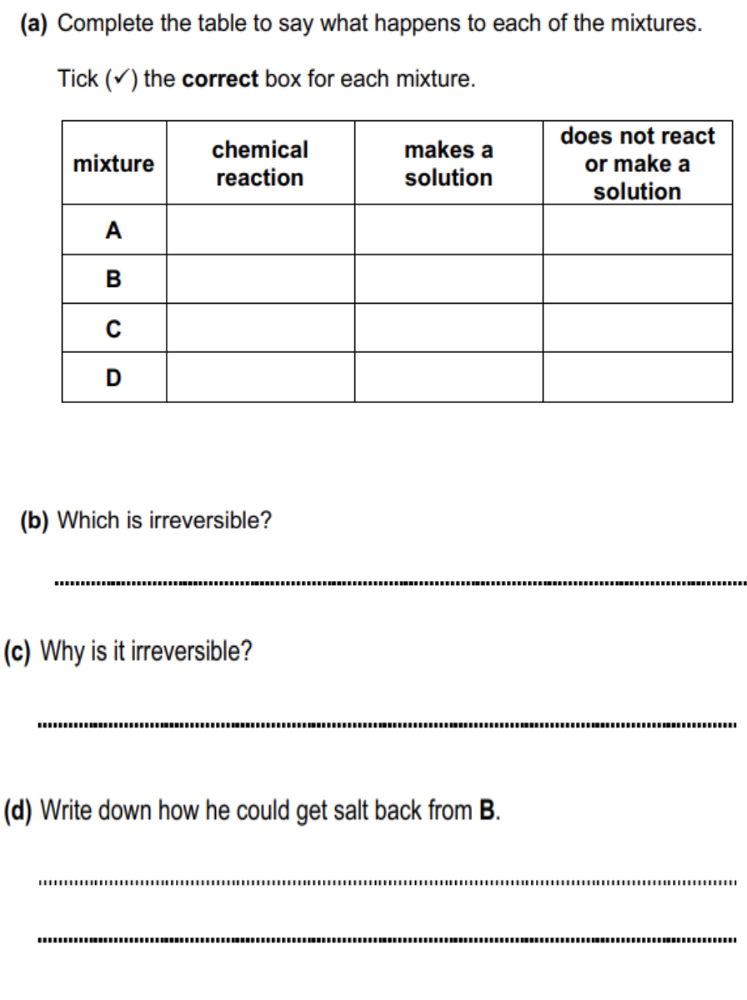 (a) Complete the table to say what happens to each of the mixtures.
Tick (✓) the correct box for each mixture.
mixture chemical reaction makes a solution does not react or make a solution
A
B
C
D
(b) Which is irreversible?
(c) Why is it irreversible?
(d) Write down how he could get salt back from B.